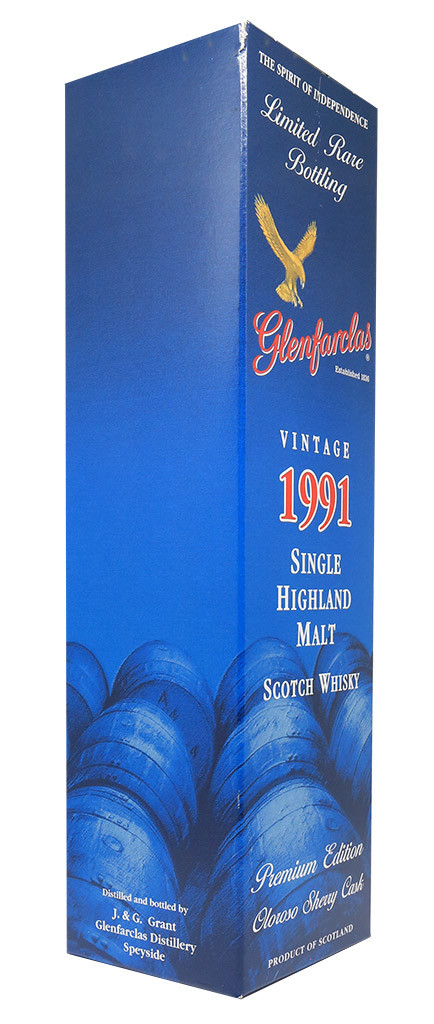 THE SPIRIT OF INDEPENDENCE
Limited Rare
Bottling
Glenfarclas®
Established 1836
VINTAGE
1991
SINGLE
HIGHLAND
MALT
SCOTCH WHISKY
Premium Edition
Oloroso Sherry Cask
PRODUCT OF SCOTLAND
Distilled and bottled by
J. & G. Grant
Glenfarclas Distillery
Speyside